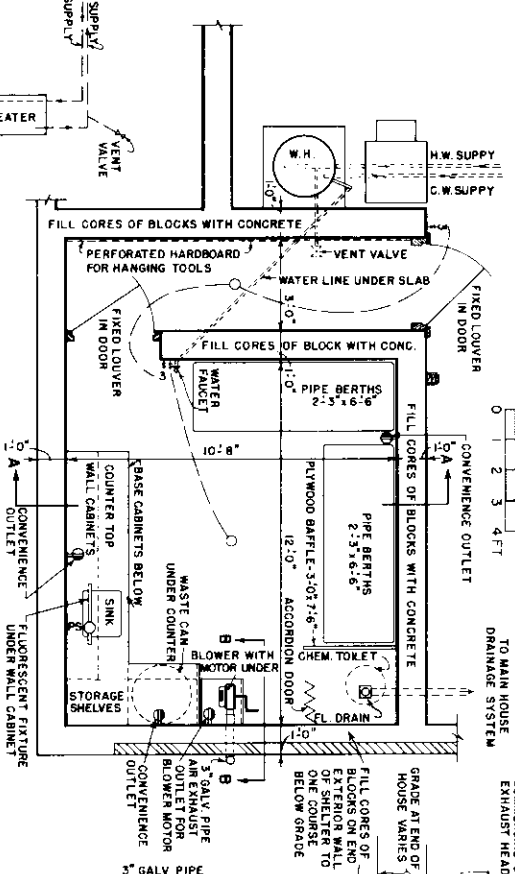 SUPPLY
SUPPLY
EATER
VENT
VALVE
W.H.
H.W. SUPPY
C.W. SUPPY
1'-0"
FILL CORES OF BLOCKS WITH CONCRETE
PERFORATED HARDBOARD
FOR HANGING TOOLS
VENT VALVE
WATER LINE UNDER SLAB
3
3'-0"
FIXED LOUVER
IN DOOR
FIXED LOUVER
IN DOOR
FILL CORES OF BLOCK WITH CONC.
3
WATER
FAUCET
1'-0"
PIPE BERTHS
2'-3" x 6'-6"
FILL CORES OF BLOCKS WITH CONCRETE
1'-0"
A
CONVENIENCE OUTLET
0
1
2
3
4 FT
10'-8"
1'-0"
A
COUNTER TOP
WALL CABINETS
BASE CABINETS BELOW
CONVENIENCE
OUTLET
PLYWOOD BAFFLE-3'-0"x7'-6"
PIPE BERTHS
2'-3"x6'-6"
12'-0"
ACCORDION DOOR
WASTE CAN
UNDER COUNTER
SINK
PS
FLUORESCENT FIXTURE
UNDER WALL CABINET
STORAGE
SHELVES
B
BLOWER WITH
MOTOR UNDER
B
CHEM. TOILET
FL. DRAIN
1'-0"
TO MAIN HOUSE
DRAINAGE SYSTEM
3" GALV. PIPE
AIR EXHAUST
OUTLET FOR
BLOWER MOTOR
CONVENIENCE
OUTLET
FILL CORES OF
BLOCKS ON END
EXTERIOR WALL
OF SHELTER TO
ONE COURSE
BELOW GRADE
GRADE AT END OF
HOUSE VARIES
EXHAUST HEAD
3" GALV PIPE